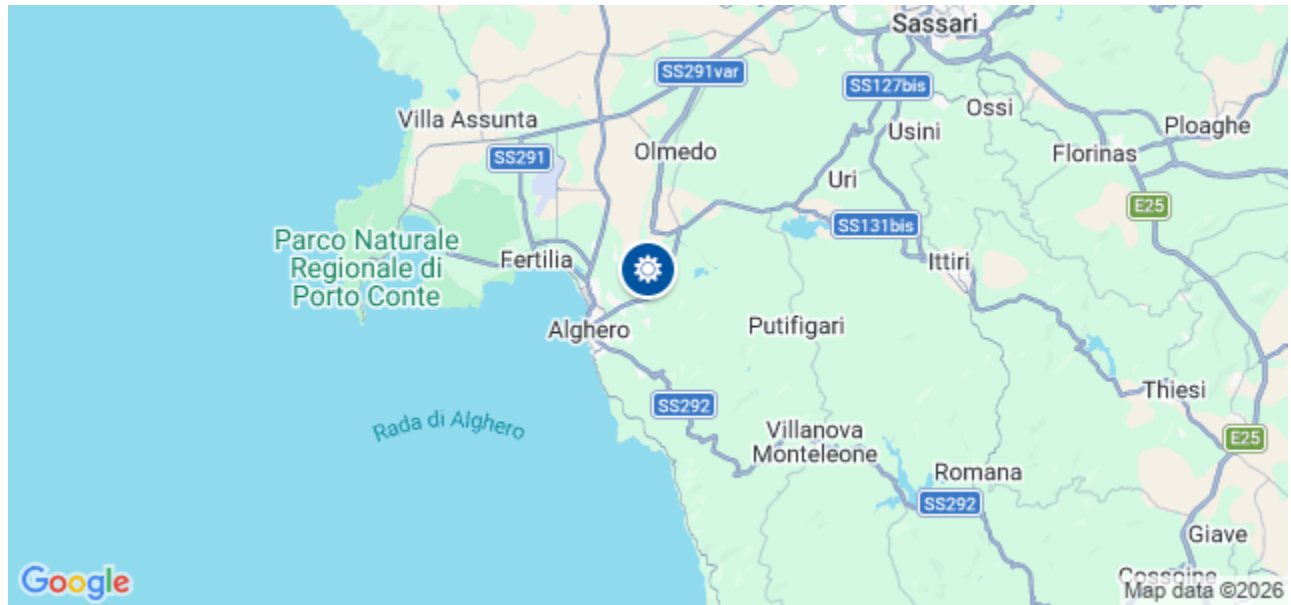 Sassari
SS291var
SS127bis
Ossi
Villa Assunta
Usini
Ploaghe
Olmedo
Florinas
SS291
Uri
E25
SS131bis
Parco Naturale
Regionale di
Porto Conte
Fertilia
Ittiri
Alghero
Putifigari
Thiesi
SS292
Rada di Alghero
Villanova
Monteleone
E25
Romana
SS292
Giave
Cossoine
Google
Map data ©2026